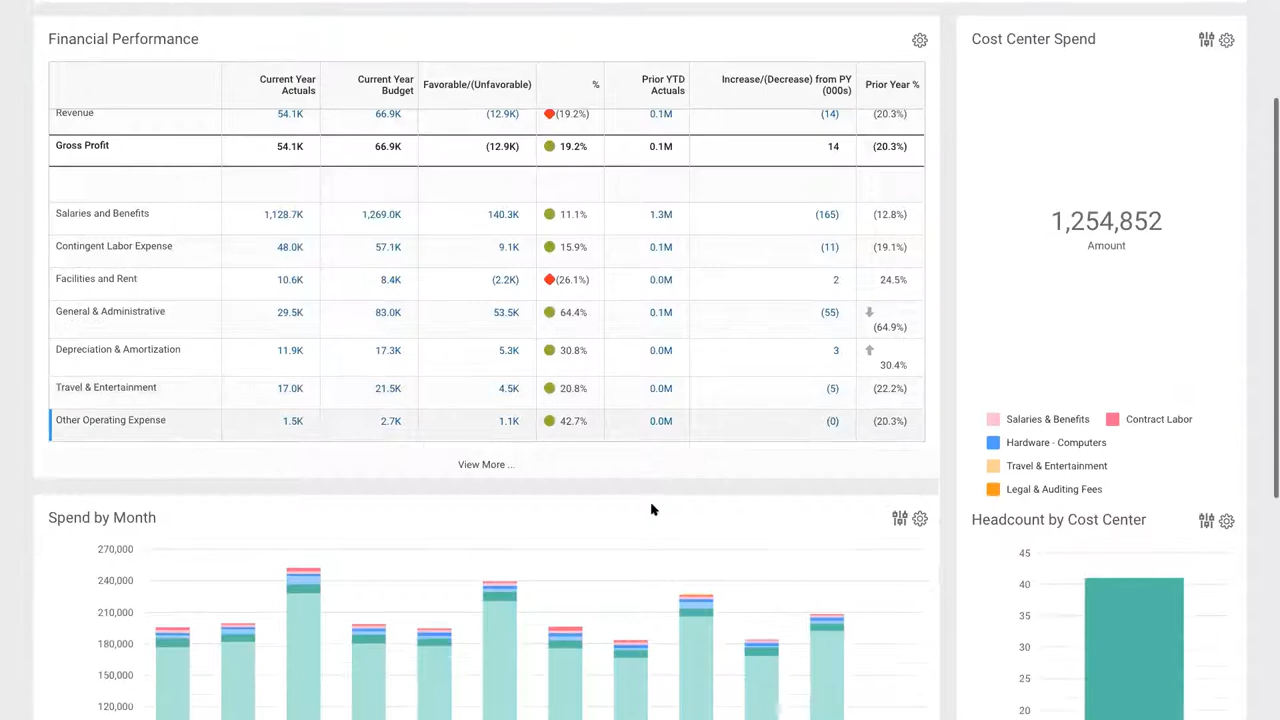 Financial Performance
Current Year Actuals Current Year Budget Favorable/(Unfavorable) % Prior YTD Actuals Increase/(Decrease) from PY (000s) Prior Year %
Revenue 54.1K 66.9K (12.9K) (19.2%) 0.1M (14) (20.3%)
Gross Profit 54.1K 66.9K (12.9K) 19.2% 0.1M 14 (20.3%)
Salaries and Benefits 1,128.7K 1,269.0K 140.3K 11.1% 1.3M (165) (12.8%)
Contingent Labor Expense 48.0K 57.1K 9.1K 15.9% 0.1M (11) (19.1%)
Facilities and Rent 10.6K 8.4K (2.2K) (26.1%) 0.0M 2 24.5%
General & Administrative 29.5K 83.0K 53.5K 64.4% 0.1M (55) (64.9%)
Depreciation & Amortization 11.9K 17.3K 5.3K 30.8% 0.0M 3 30.4%
Travel & Entertainment 17.0K 21.5K 4.5K 20.8% 0.0M (5) (22.2%)
Other Operating Expense 1.5K 2.7K 1.1K 42.7% 0.0M (0) (20.3%)
View More ...
Cost Center Spend
1,254,852
Amount
Salaries & Benefits Contract Labor
Hardware - Computers
Travel & Entertainment
Legal & Auditing Fees
Spend by Month
270,000
240,000
210,000
180,000
150,000
120,000
Headcount by Cost Center
45
40
35
30
25
20